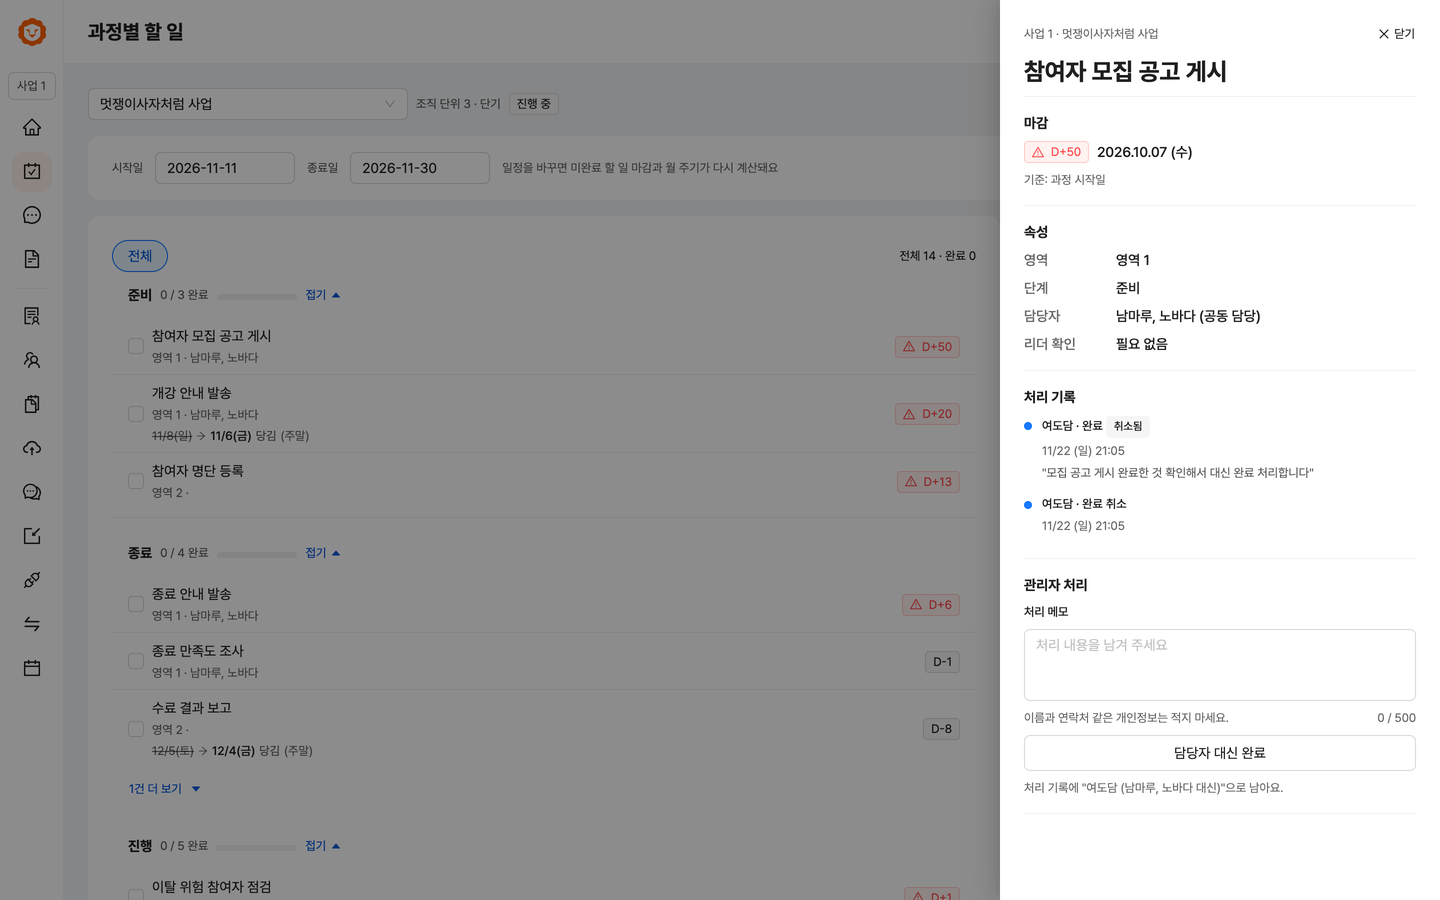 과정별 할 일
사업 1
멋쟁이사자처럼 사업
조직 단위 3 · 단기
진행 중
시작일
2026-11-11
종료일
2026-11-30
일정을 바꾸면 미완료 할 일 마감과 월 주기가 다시 계산돼요
전체
전체 14 · 완료 0
준비 0 / 3 완료 접기
참여자 모집 공고 게시
영역 1 · 남마루, 노바다
D+50
개강 안내 발송
영역 1 · 남마루, 노바다
11/8(일) → 11/6(금) 당김 (주말)
D+20
참여자 명단 등록
영역 2 ·
D+13
종료 0 / 4 완료 접기
종료 안내 발송
영역 1 · 남마루, 노바다
D+6
종료 만족도 조사
영역 1 · 남마루, 노바다
D-1
수료 결과 보고
영역 2 ·
12/5(토) → 12/4(금) 당김 (주말)
D-8
1건 더 보기
진행 0 / 5 완료 접기
이탈 위험 참여자 점검
D+1
사업 1 · 멋쟁이사자처럼 사업
닫기
참여자 모집 공고 게시
마감
D+50 2026.10.07 (수)
기준: 과정 시작일
속성
영역 영역 1
단계 준비
담당자 남마루, 노바다 (공동 담당)
리더 확인 필요 없음
처리 기록
여도담 · 완료 취소됨
11/22 (일) 21:05
"모집 공고 게시 완료한 것 확인해서 대신 완료 처리합니다"
여도담 · 완료 취소
11/22 (일) 21:05
관리자 처리
처리 메모
처리 내용을 남겨 주세요
이름과 연락처 같은 개인정보는 적지 마세요.
0 / 500
담당자 대신 완료
처리 기록에 "여도담 (남마루, 노바다 대신)"으로 남아요.